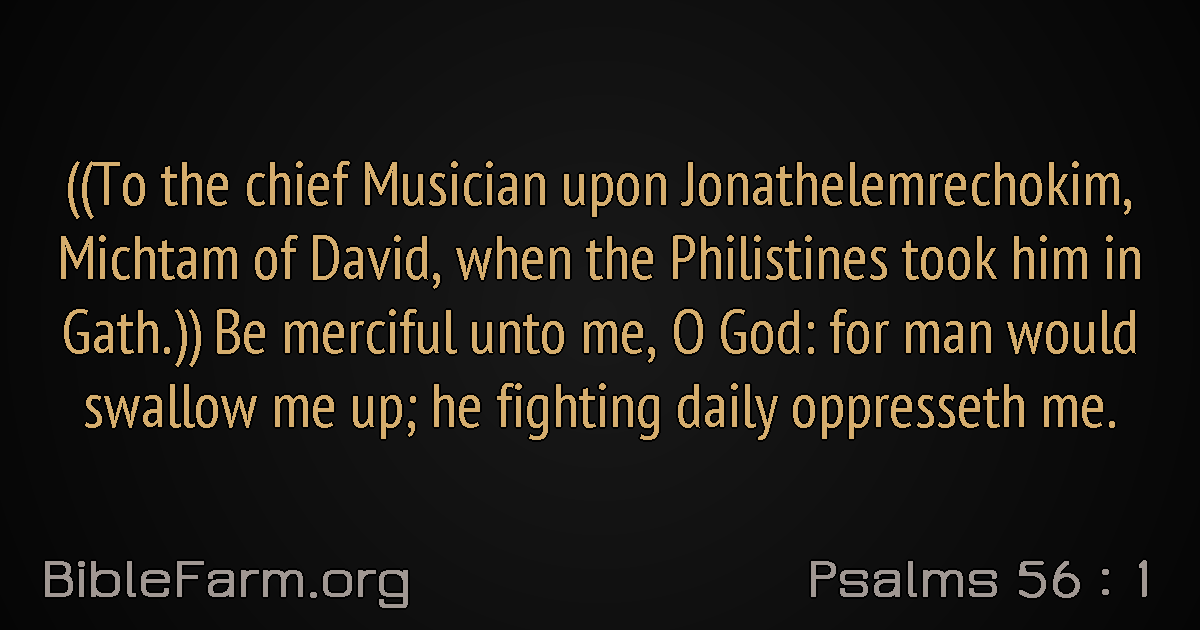 ((To the chief Musician upon Jonathelemrechokim,
Michtam of David, when the Philistines took him in
Gath.)) Be merciful unto me, O God: for man would
swallow me up; he fighting daily oppresseth me.
BibleFarm.org
Psalms 56 : 1